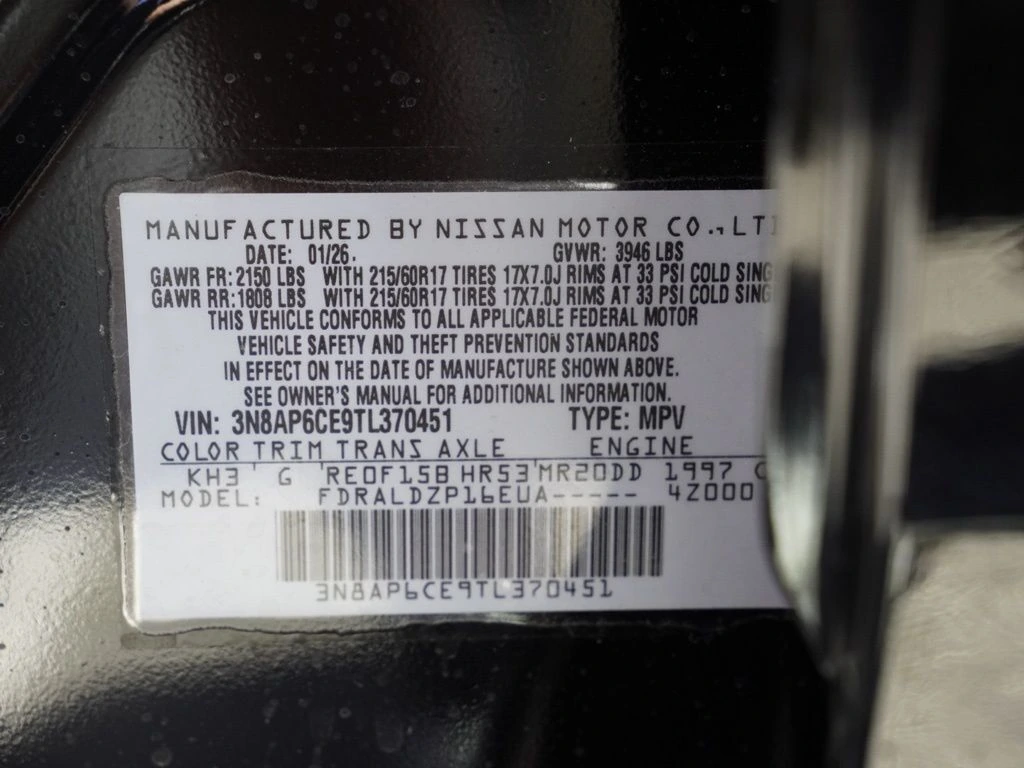 MANUFACTURED BY NISSAN MOTOR CO.,
DATE: 01/26. GVWR: 3946 LBS
GAWR FR: 2150 LBS WITH 215/60R17 TIRES 17X7.0J RIMS AT 33 PSI COLD
GAWR RR: 1808 LBS WITH 215/60R17 TIRES 17X7.0J RIMS AT 33 PSI COLD
THIS VEHICLE CONFORMS TO ALL APPLICABLE FEDERAL MOTOR
VEHICLE SAFETY AND THEFT PREVENTION STANDARDS
IN EFFECT ON THE DATE OF MANUFACTURE SHOWN ABOVE.
SEE OWNER'S MANUAL FOR ADDITIONAL INFORMATION.
VIN: 3N8AP6CE9TL370451 TYPE: MPV
COLOR TRIM TRANS AXLE ENGINE
KH3 G RE0F15B HR53 MR20DD 1997
MODEL: FDRALDZP16EUA----- 4Z000
3N8AP6CE9TL370451